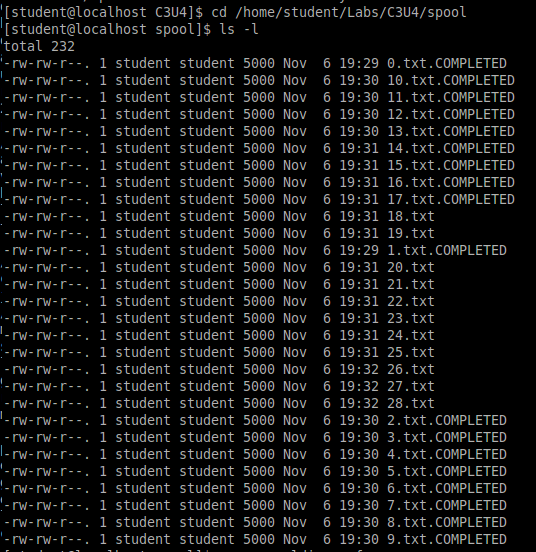 [student@localhost C3U4]$ cd /home/student/Labs/C3U4/spool
[student@localhost spool]$ ls -l
total 232
-rw-rw-r--. 1 student student 5000 Nov  6 19:29 0.txt.COMPLETED
-rw-rw-r--. 1 student student 5000 Nov  6 19:30 10.txt.COMPLETED
-rw-rw-r--. 1 student student 5000 Nov  6 19:30 11.txt.COMPLETED
-rw-rw-r--. 1 student student 5000 Nov  6 19:30 12.txt.COMPLETED
-rw-rw-r--. 1 student student 5000 Nov  6 19:30 13.txt.COMPLETED
-rw-rw-r--. 1 student student 5000 Nov  6 19:31 14.txt.COMPLETED
-rw-rw-r--. 1 student student 5000 Nov  6 19:31 15.txt.COMPLETED
-rw-rw-r--. 1 student student 5000 Nov  6 19:31 16.txt.COMPLETED
-rw-rw-r--. 1 student student 5000 Nov  6 19:31 17.txt.COMPLETED
-rw-rw-r--. 1 student student 5000 Nov  6 19:31 18.txt
-rw-rw-r--. 1 student student 5000 Nov  6 19:31 19.txt
-rw-rw-r--. 1 student student 5000 Nov  6 19:29 1.txt.COMPLETED
-rw-rw-r--. 1 student student 5000 Nov  6 19:31 20.txt
-rw-rw-r--. 1 student student 5000 Nov  6 19:31 21.txt
-rw-rw-r--. 1 student student 5000 Nov  6 19:31 22.txt
-rw-rw-r--. 1 student student 5000 Nov  6 19:31 23.txt
-rw-rw-r--. 1 student student 5000 Nov  6 19:31 24.txt
-rw-rw-r--. 1 student student 5000 Nov  6 19:31 25.txt
-rw-rw-r--. 1 student student 5000 Nov  6 19:32 26.txt
-rw-rw-r--. 1 student student 5000 Nov  6 19:32 27.txt
-rw-rw-r--. 1 student student 5000 Nov  6 19:32 28.txt
-rw-rw-r--. 1 student student 5000 Nov  6 19:30 2.txt.COMPLETED
-rw-rw-r--. 1 student student 5000 Nov  6 19:30 3.txt.COMPLETED
-rw-rw-r--. 1 student student 5000 Nov  6 19:30 4.txt.COMPLETED
-rw-rw-r--. 1 student student 5000 Nov  6 19:30 5.txt.COMPLETED
-rw-rw-r--. 1 student student 5000 Nov  6 19:30 6.txt.COMPLETED
-rw-rw-r--. 1 student student 5000 Nov  6 19:30 7.txt.COMPLETED
-rw-rw-r--. 1 student student 5000 Nov  6 19:30 8.txt.COMPLETED
-rw-rw-r--. 1 student student 5000 Nov  6 19:30 9.txt.COMPLETED